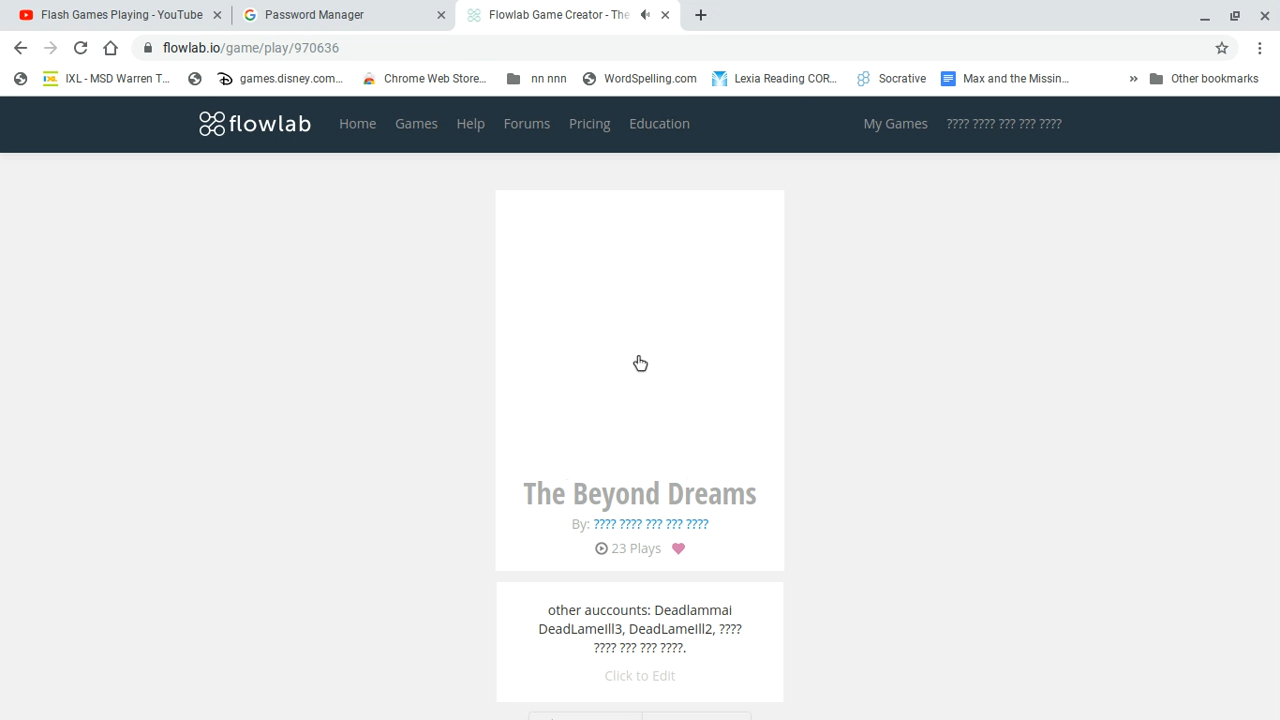 Flash Games Playing - YouTube
Password Manager
Flowlab Game Creator - The
flowlab.io/game/play/970636
IXL - MSD Warren T...
games.disney.com...
Chrome Web Store...
nn nnn
WordSpelling.com
Lexia Reading COR...
Socrative
Max and the Missin...
» Other bookmarks
flowlab
Home
Games
Help
Forums
Pricing
Education
My Games
???? ???? ??? ??? ????
The Beyond Dreams
By: ???? ???? ??? ??? ????
23 Plays
other auccounts: Deadlammai
DeadLameIll3, DeadLameIll2, ????
???? ??? ??? ????.
Click to Edit